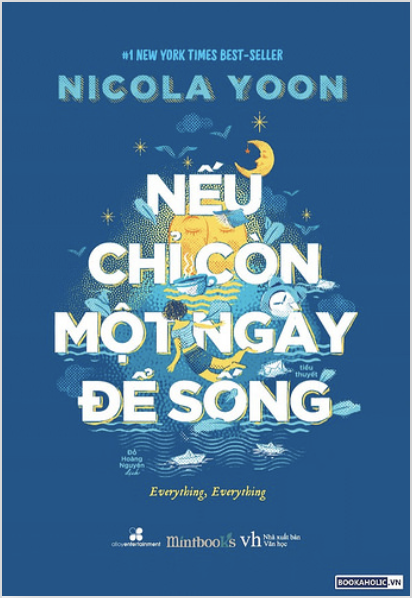 #1 NEW YORK TIMES BEST-SELLER
NICOLA YOON
NẾU
CHỈ CÒN
MỘT NGÀY
ĐỂ SỐNG
tiểu
thuyết
Đỗ
Hoàng
Nguyên
dịch
Everything, Everything
alloyentertainment
mintbooks
vh
Nhà xuất bản
Văn học
BOOKAHOLIC.VN